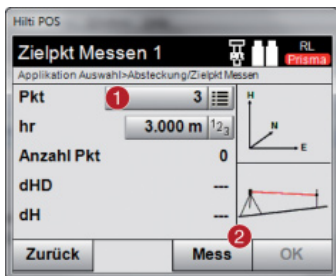 Hilti POS
Zielpkt Messen 1
RL
Prisma
Applikation Auswahl>Absteckung/Zielpkt Messen
Pkt 1 3
hr 3.000 m 123
Anzahl Pkt 0
dHD ---
dH ---
H
N
E
2
Zurück Mess OK